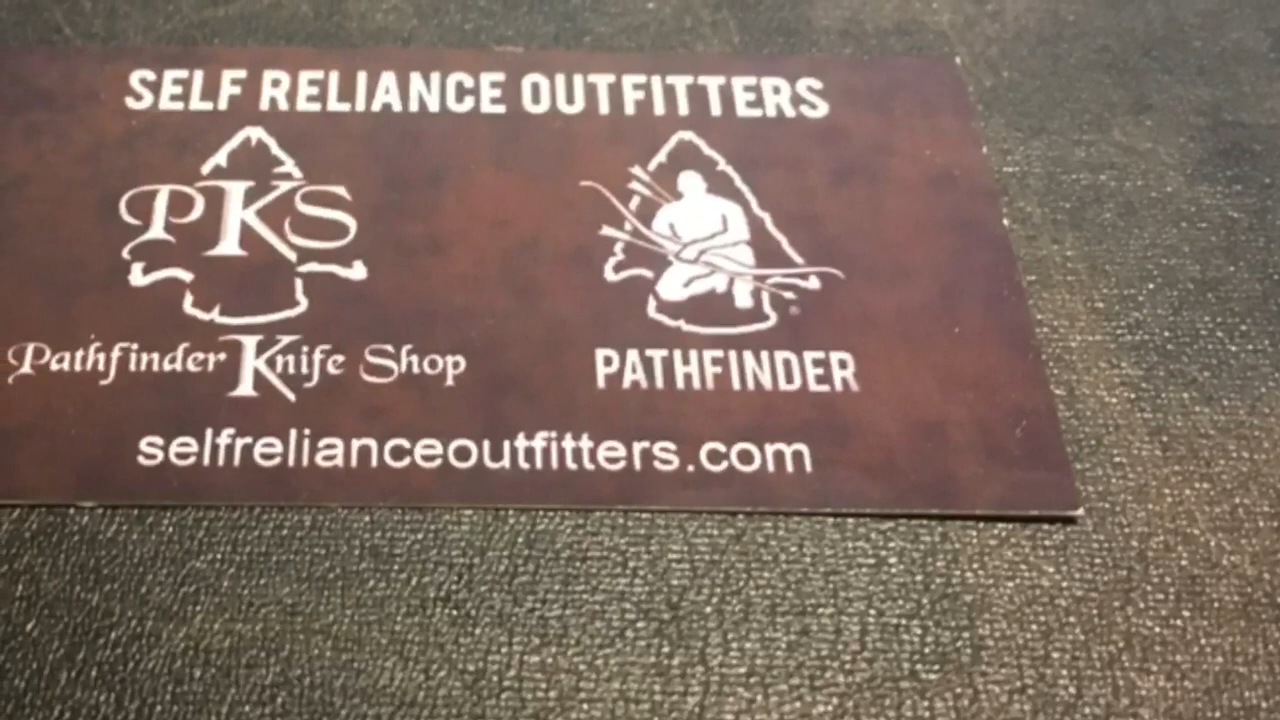 SELF RELIANCE OUTFITTERS
PKS
Pathfinder Knife Shop
PATHFINDER
selfrelianceoutfitters.com